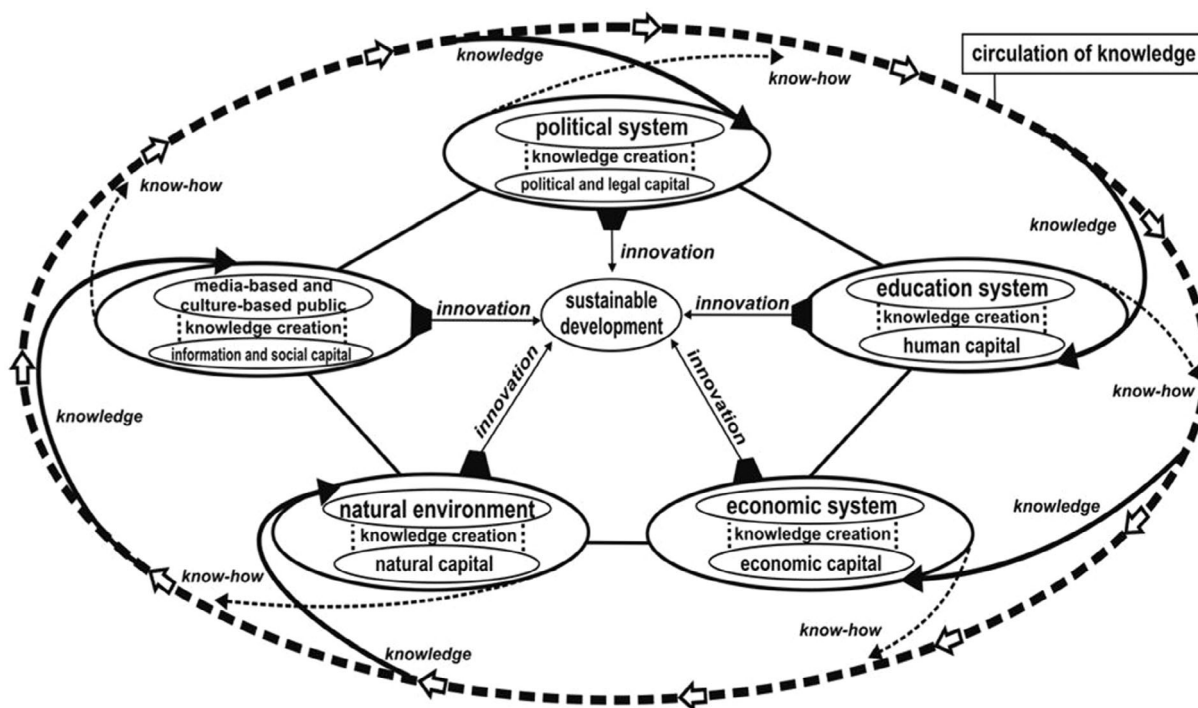 knowledge
circulation of knowledge
know-how
political system
knowledge creation
political and legal capital
know-how
innovation
knowledge
media-based and
culture-based public
knowledge creation
information and social capital
innovation
sustainable
development
innovation
education system
knowledge creation
human capital
know-how
knowledge
innovation
innovation
natural environment
knowledge creation
natural capital
economic system
knowledge creation
economic capital
knowledge
know-how
know-how
knowledge